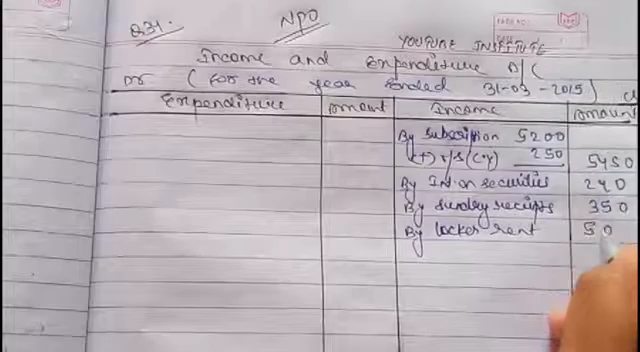 Q31.
NPO
YOUTUBE INSTITUTE
Income and Expenditure A/C
Dr (for the year ended 31-03-2015)
Expenditure Amount Income Amount
By subscription 5200
(+) o/s (C.Y) 250 5450
By In. on securities 240
By sundry receipts 350
By locker rent 50